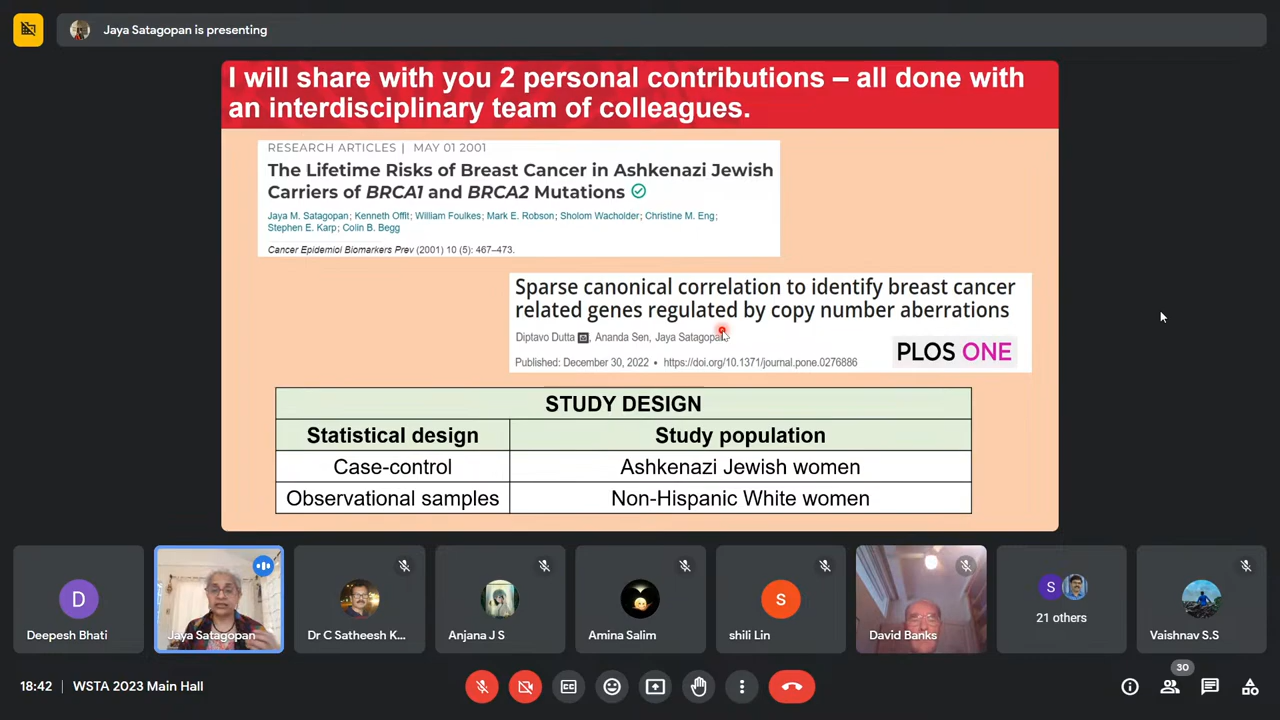 Jaya Satagopan is presenting
I will share with you 2 personal contributions – all done with
an interdisciplinary team of colleagues.
RESEARCH ARTICLES | MAY 01 2001
The Lifetime Risks of Breast Cancer in Ashkenazi Jewish
Carriers of BRCA1 and BRCA2 Mutations
Jaya M. Satagopan; Kenneth Offit; William Foulkes; Mark E. Robson; Sholom Wacholder; Christine M. Eng;
Stephen E. Karp; Colin B. Begg
Cancer Epidemiol Biomarkers Prev (2001) 10 (5): 467–473.
Sparse canonical correlation to identify breast cancer
related genes regulated by copy number aberrations
Diptavo Dutta, Ananda Sen, Jaya Satagopan
Published: December 30, 2022 • https://doi.org/10.1371/journal.pone.0276886
PLOS ONE
STUDY DESIGN
Statistical design Study population
Case-control Ashkenazi Jewish women
Observational samples Non-Hispanic White women
D
S
S
Deepesh Bhati
Jaya Satagopan
Dr C Satheesh K...
Anjana J S
Amina Salim
shili Lin
David Banks
21 others
Vaishnav S.S
18:42 | WSTA 2023 Main Hall
30